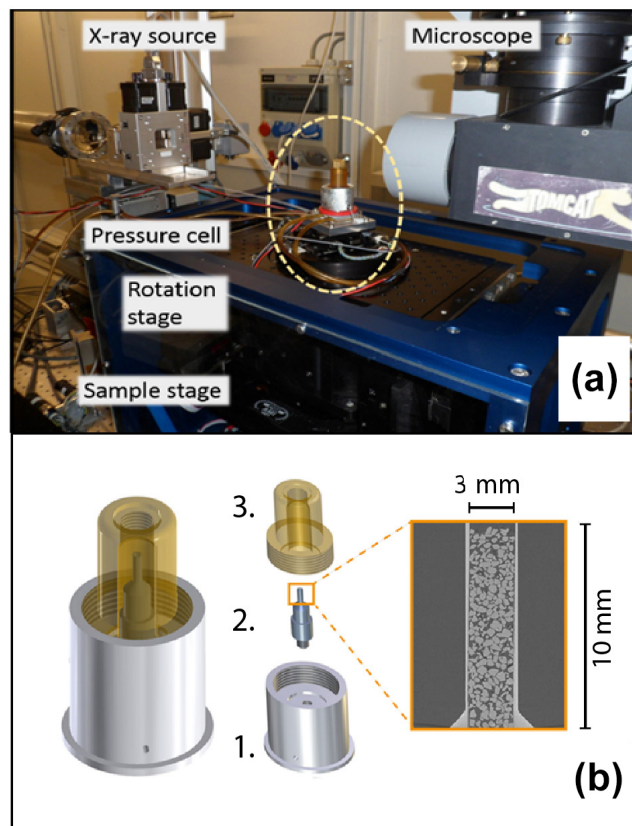 X-ray source
Microscope
TOMCAT
Pressure cell
Rotation
stage
Sample stage
(a)
3.
3 mm
2.
10 mm
1.
(b)